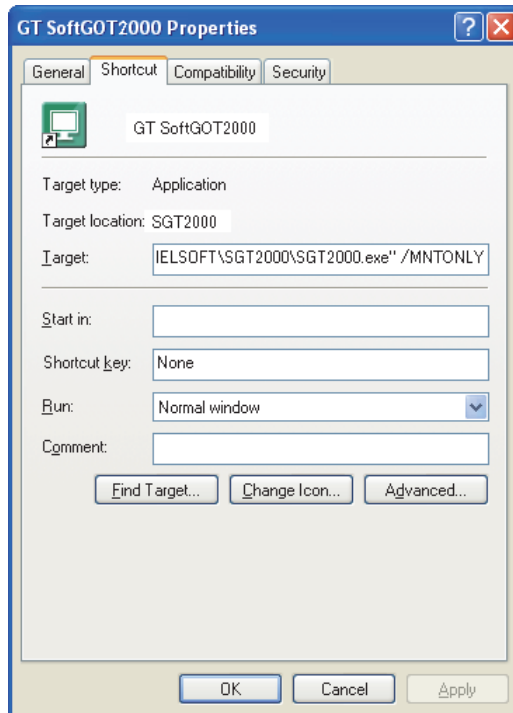 GT SoftGOT2000 Properties
?
General Shortcut Compatibility Security
GT SoftGOT2000
Target type: Application
Target location: SGT2000
Target: IELSOFT\SGT2000\SGT2000.exe" /MNTONLY
Start in:
Shortcut key: None
Run: Normal window
Comment:
Find Target... Change Icon... Advanced...
OK Cancel Apply